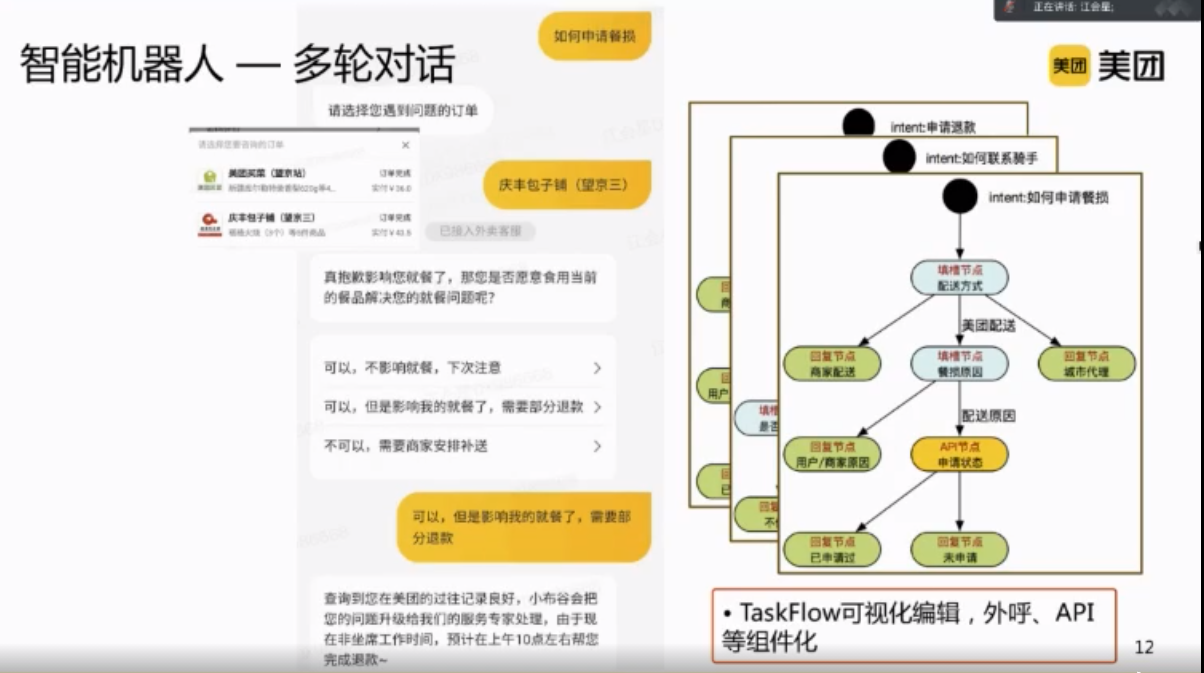 正在讲话: 江会星;
智能机器人 — 多轮对话
美团 美团
如何申请餐损
请选择您遇到问题的订单
请选择您要咨询的订单
美团买菜(望京站)
订单完成
实付¥36.0
庆丰包子铺(望京三)
订单完成
实付¥43.5
庆丰包子铺(望京三)
已接入外卖客服
真抱歉影响您就餐了,那您是否愿意食用当前
的餐品解决您的就餐问题呢?
可以,不影响就餐,下次注意
可以,但是影响我的就餐了,需要部分退款
不可以,需要商家安排补送
可以,但是影响我的就餐了,需要部
分退款
查询到您在美团的过往记录良好,小布谷会把
您的问题升级给我们的服务专家处理,由于现
在非坐席工作时间,预计在上午10点左右帮您
完成退款~
intent:申请退款
intent:如何联系骑手
intent:如何申请餐损
填槽节点
配送方式
美团配送
回复节点
商家配送
填槽节点
餐损原因
回复节点
城市代理
配送原因
回复节点
用户/商家原因
API节点
申请状态
回复节点
已申请过
回复节点
未申请
• TaskFlow可视化编辑,外呼、API
等组件化
12